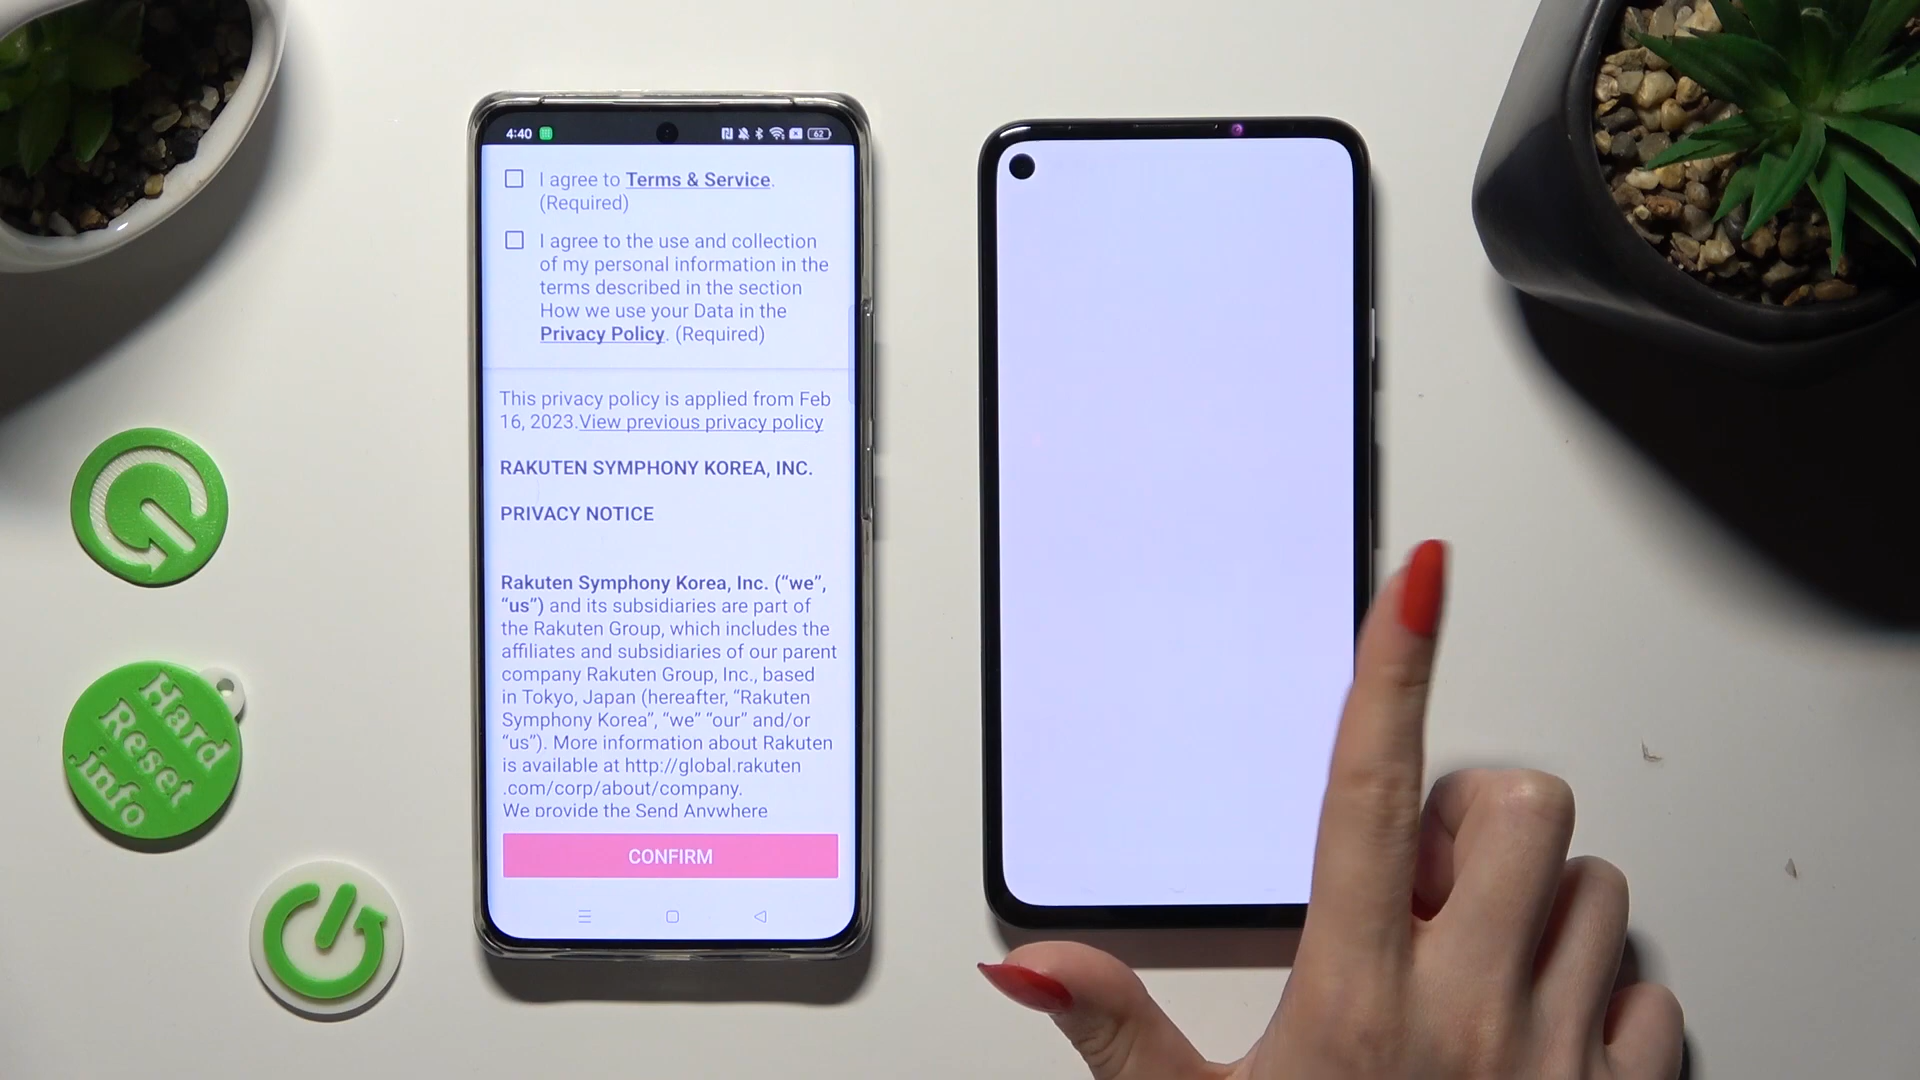 4:40
62
I agree to Terms & Service.
(Required)
I agree to the use and collection
of my personal information in the
terms described in the section
How we use your Data in the
Privacy Policy. (Required)
This privacy policy is applied from Feb
16, 2023.View previous privacy policy
RAKUTEN SYMPHONY KOREA, INC.
PRIVACY NOTICE
Rakuten Symphony Korea, Inc. (“we”,
“us”) and its subsidiaries are part of
the Rakuten Group, which includes the
affiliates and subsidiaries of our parent
company Rakuten Group, Inc., based
in Tokyo, Japan (hereafter, “Rakuten
Symphony Korea”, “we” “our” and/or
“us”). More information about Rakuten
is available at http://global.rakuten
.com/corp/about/company.
We provide the Send Anywhere
CONFIRM
Hard
Reset
.info